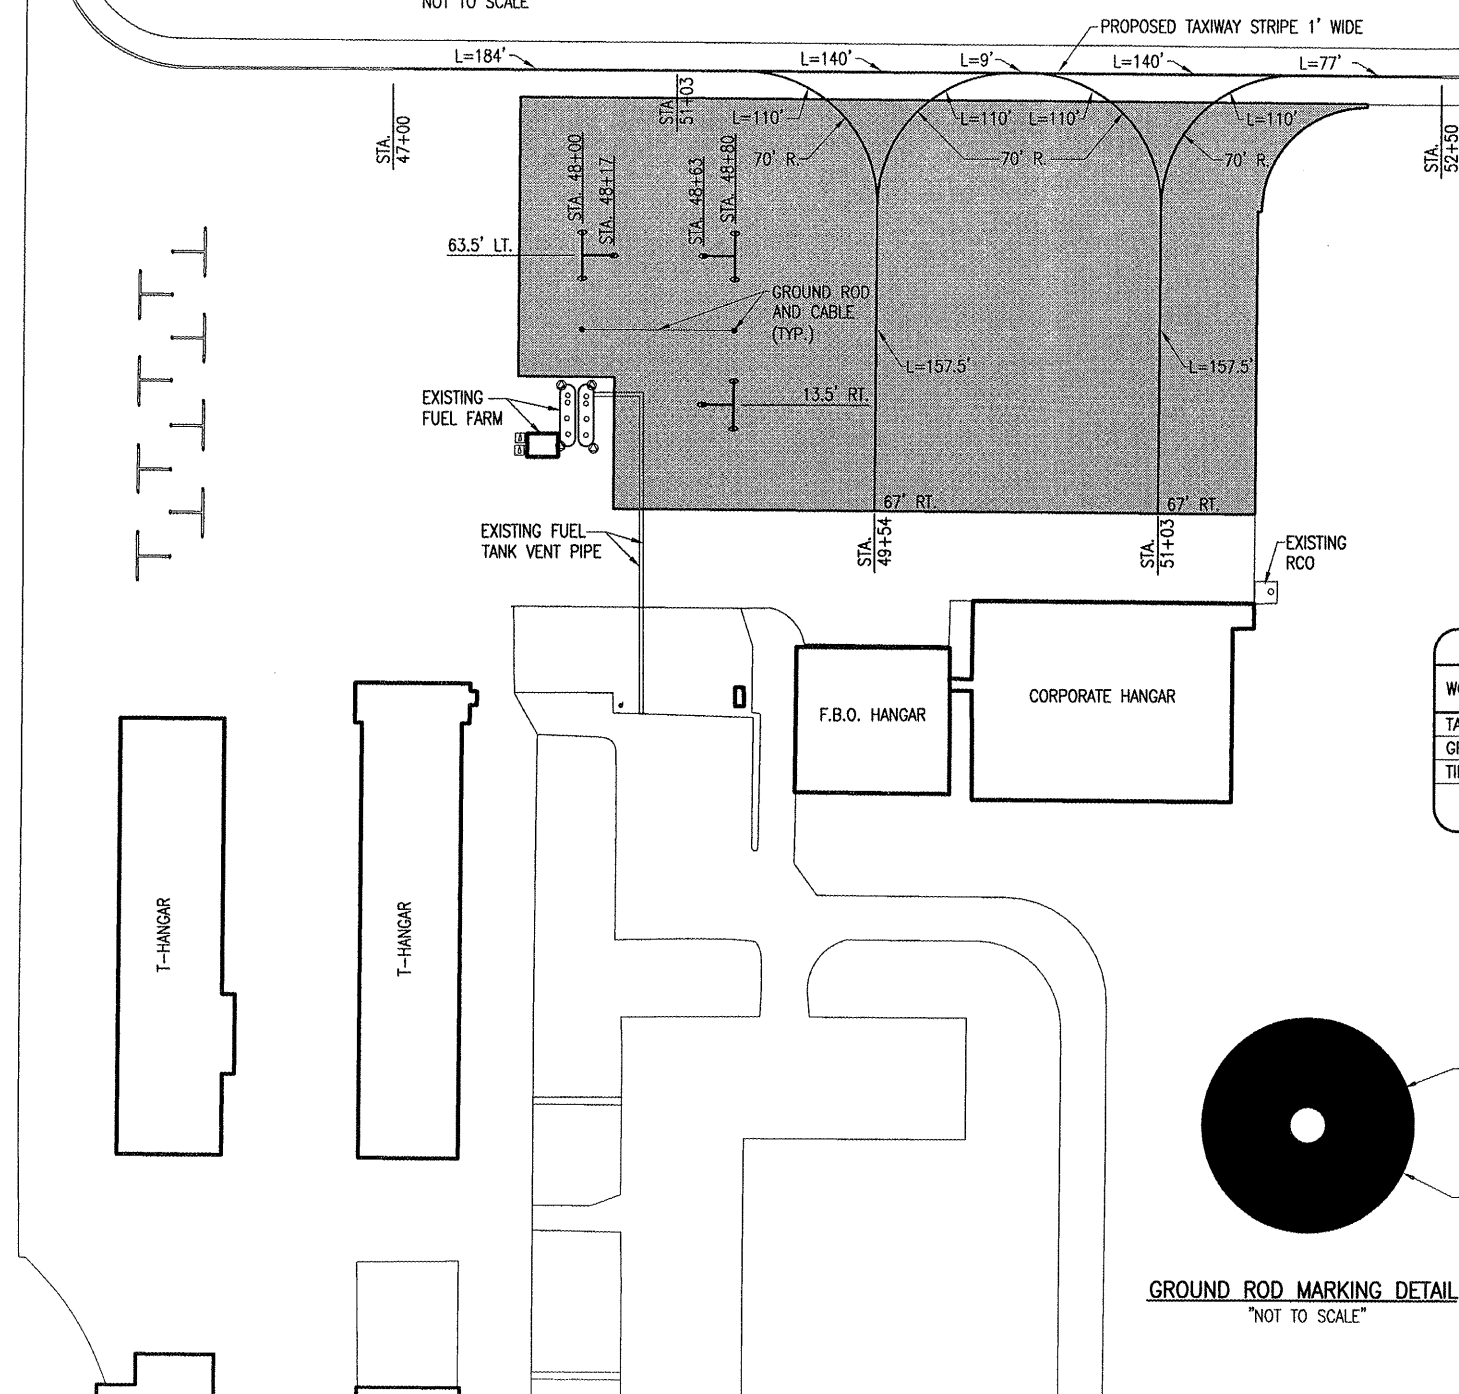 NOT TO SCALE
PROPOSED TAXIWAY STRIPE 1' WIDE
L=184'
L=140'
L=9'
L=140'
L=77'
STA.
47+00
STA.
51+03
L=110'
L=110'
L=110'
L=110'
70' R.
70' R.
70' R.
STA.
52+50
STA. 48+00
STA. 48+17
STA. 48+63
STA. 48+80
63.5' LT.
GROUND ROD
AND CABLE
(TYP.)
L=157.5'
L=157.5'
EXISTING
FUEL FARM
13.5' RT.
67' RT.
67' RT.
EXISTING FUEL
TANK VENT PIPE
STA.
49+54
STA.
51+03
EXISTING
RCO
F.B.O. HANGAR
CORPORATE HANGAR
T-HANGAR
T-HANGAR
GROUND ROD MARKING DETAIL
"NOT TO SCALE"